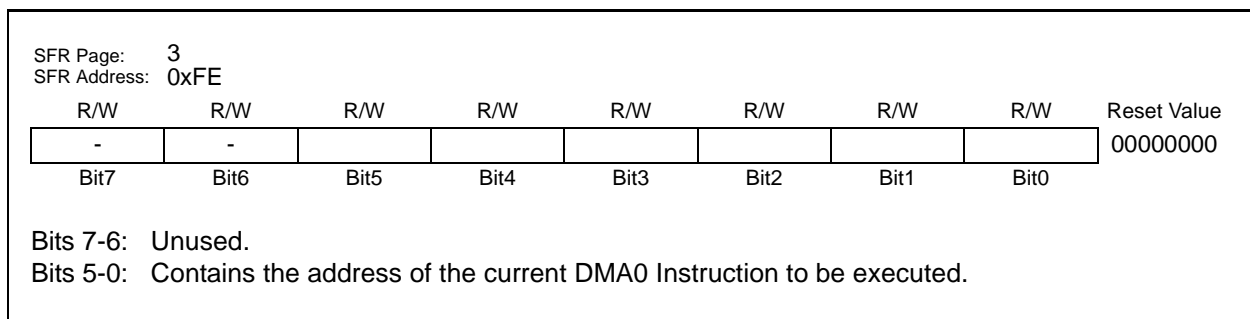 SFR Page: 3
SFR Address: 0xFE
R/W R/W R/W R/W R/W R/W R/W R/W Reset Value
- - 00000000
Bit7 Bit6 Bit5 Bit4 Bit3 Bit2 Bit1 Bit0
Bits 7-6: Unused.
Bits 5-0: Contains the address of the current DMA0 Instruction to be executed.